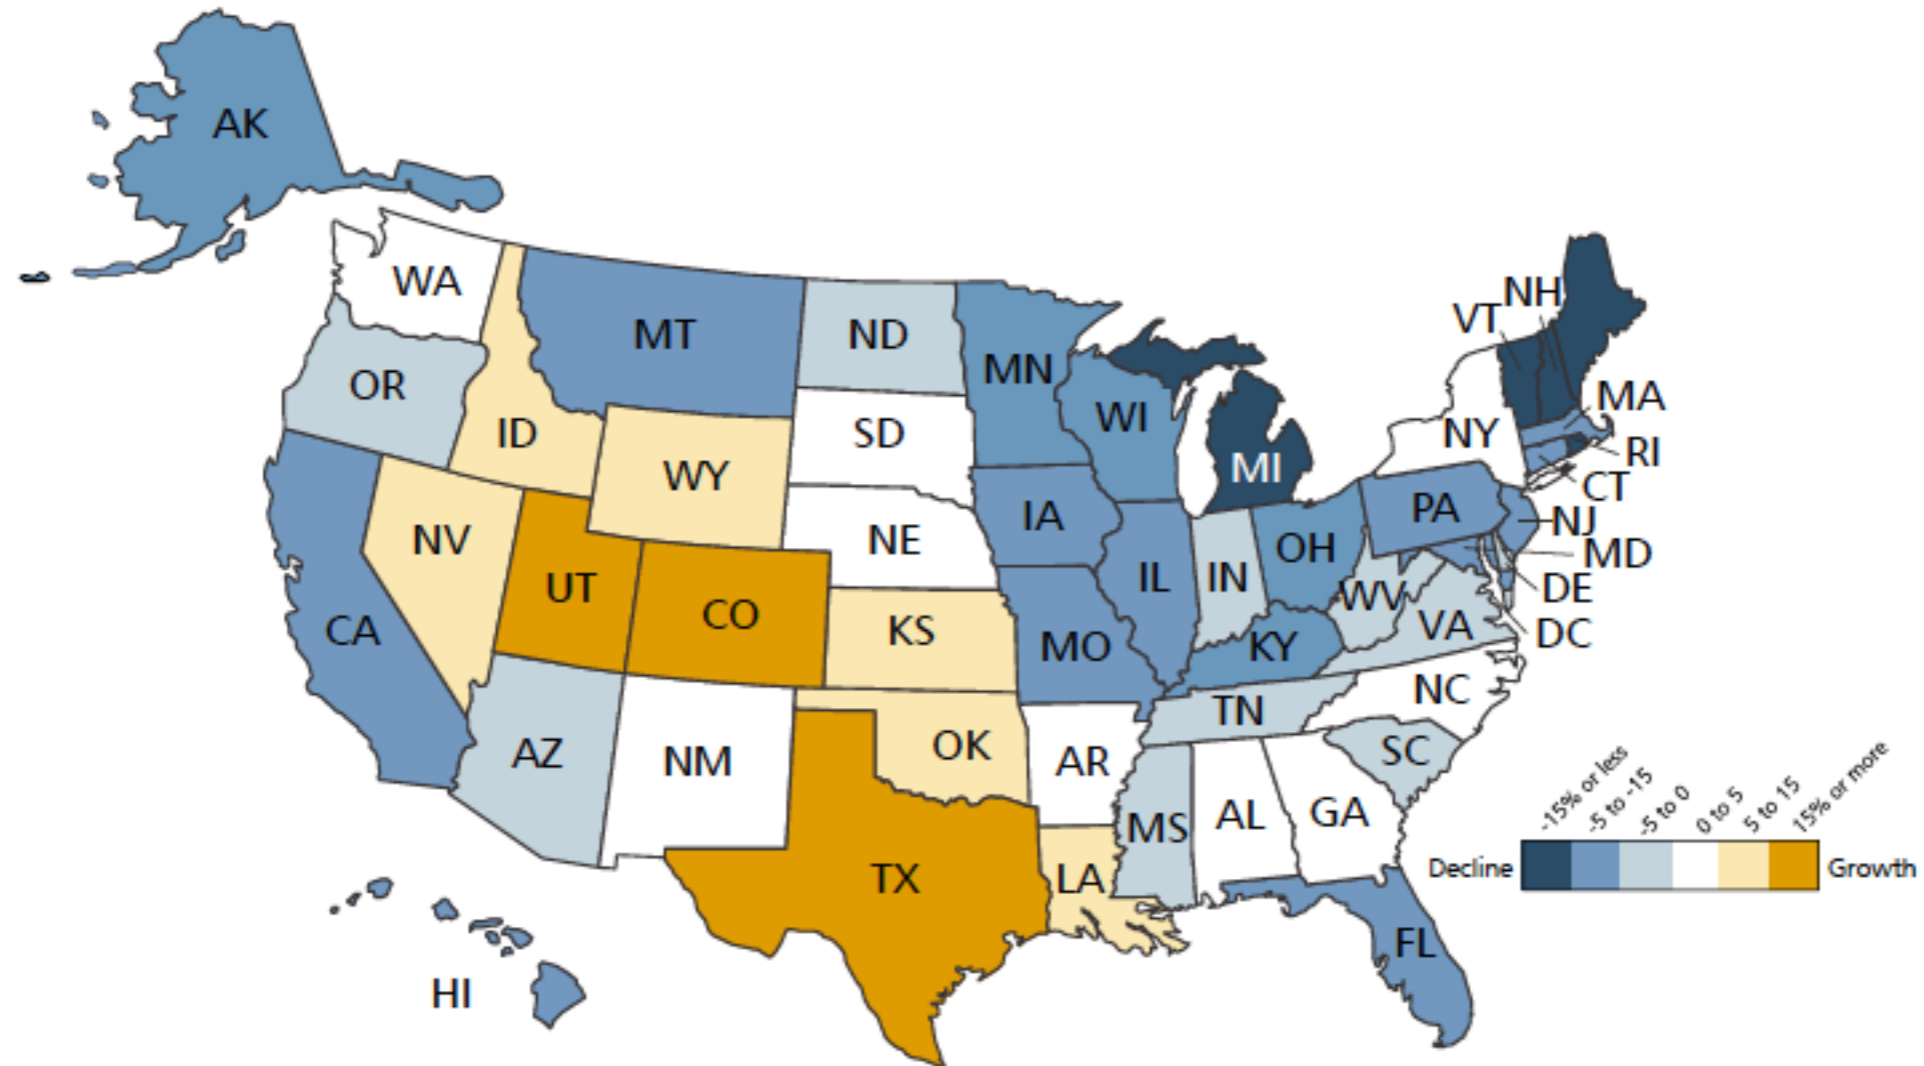 AK
WA
NH
VT
MT
ND
MN
OR
MA
WI
ID
SD
NY
RI
MI
WY
CT
PA
IA
NV
NE
NJ
OH
MD
UT
IL
IN
DE
CO
WV
CA
KS
VA
DC
MO
KY
NC
TN
AZ
NM
OK
AR
SC
MS
AL
GA
TX
LA
FL
HI
-15% or less
-5 to -15
-5 to 0
0 to 5
5 to 15
15% or more
Decline
Growth